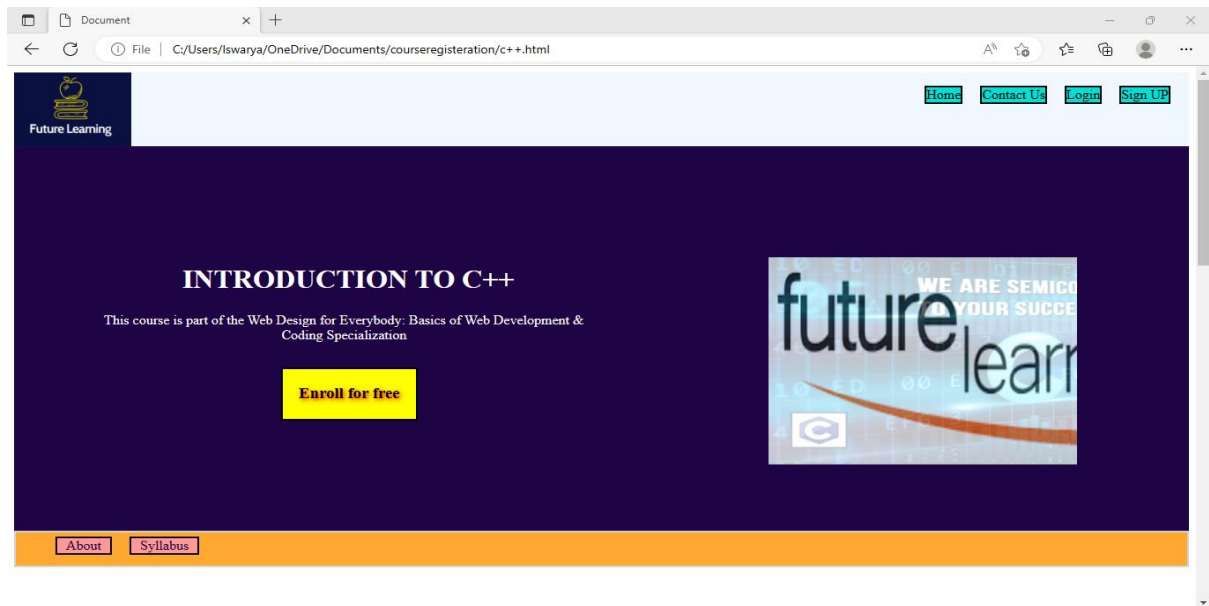 Document
File
C:/Users/Iswarya/OneDrive/Documents/courseregisteration/c++.html
Future Learning
Home Contact Us Login Sign UP
INTRODUCTION TO C++
This course is part of the Web Design for Everybody: Basics of Web Development &
Coding Specialization
Enroll for free
WE ARE SEMICO
TO YOUR SUCCE
future
learn
About Syllabus